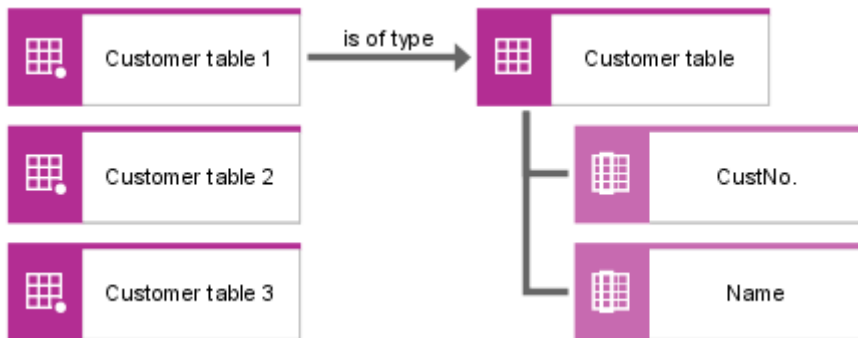 Customer table 1
is of type
Customer table
Customer table 2
CustNo.
Customer table 3
Name